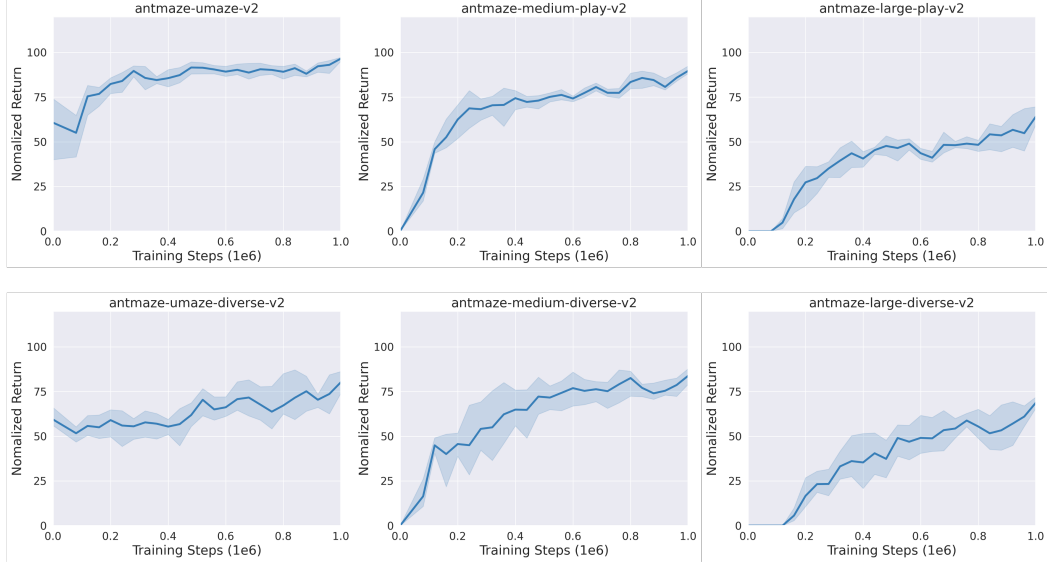 antmaze-umaze-v2
100
75
50
25
0
Nomalized Return
0.0 0.2 0.4 0.6 0.8 1.0
Training Steps (1e6)
antmaze-medium-play-v2
100
75
50
25
0
Nomalized Return
0.0 0.2 0.4 0.6 0.8 1.0
Training Steps (1e6)
antmaze-large-play-v2
100
75
50
25
0
Nomalized Return
0.0 0.2 0.4 0.6 0.8 1.0
Training Steps (1e6)
antmaze-umaze-diverse-v2
100
75
50
25
0
Nomalized Return
0.0 0.2 0.4 0.6 0.8 1.0
Training Steps (1e6)
antmaze-medium-diverse-v2
100
75
50
25
0
Nomalized Return
0.0 0.2 0.4 0.6 0.8 1.0
Training Steps (1e6)
antmaze-large-diverse-v2
100
75
50
25
0
Nomalized Return
0.0 0.2 0.4 0.6 0.8 1.0
Training Steps (1e6)